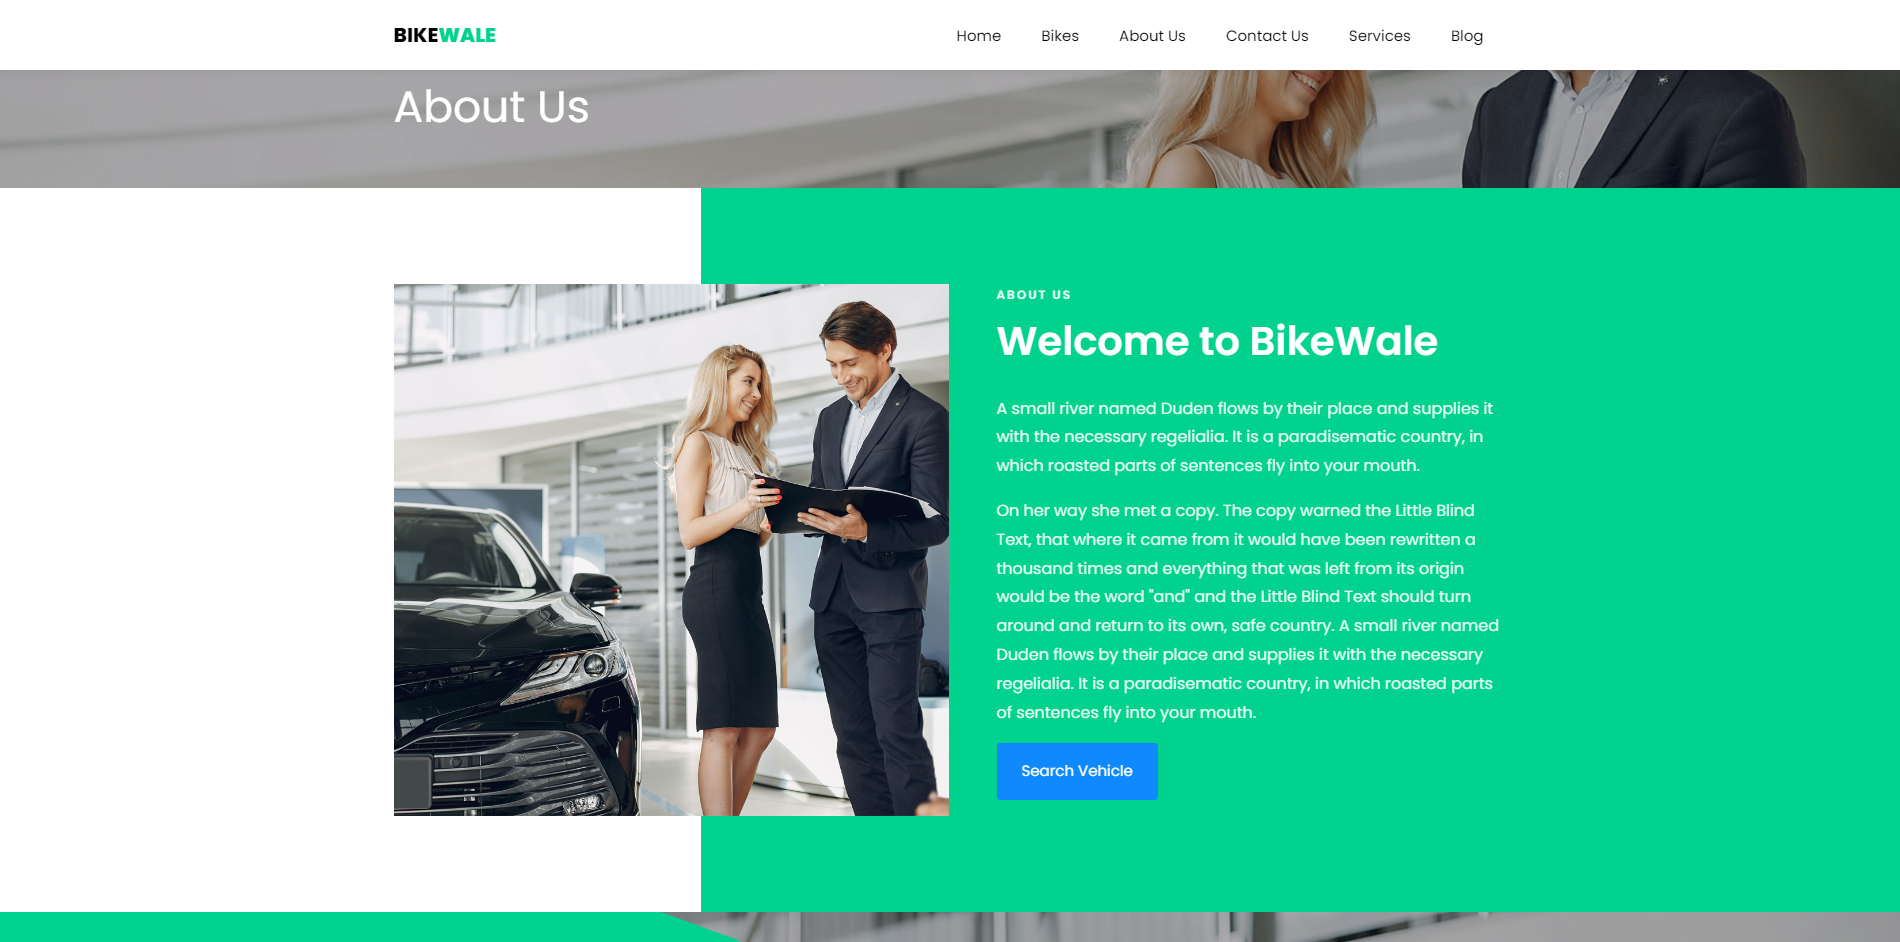 BIKEWALE
Home Bikes About Us Contact Us Services Blog
About Us
ABOUT US
Welcome to BikeWale
A small river named Duden flows by their place and supplies it
with the necessary regelialia. It is a paradisematic country, in
which roasted parts of sentences fly into your mouth.
On her way she met a copy. The copy warned the Little Blind
Text, that where it came from it would have been rewritten a
thousand times and everything that was left from its origin
would be the word "and" and the Little Blind Text should turn
around and return to its own, safe country. A small river named
Duden flows by their place and supplies it with the necessary
regelialia. It is a paradisematic country, in which roasted parts
of sentences fly into your mouth.
Search Vehicle